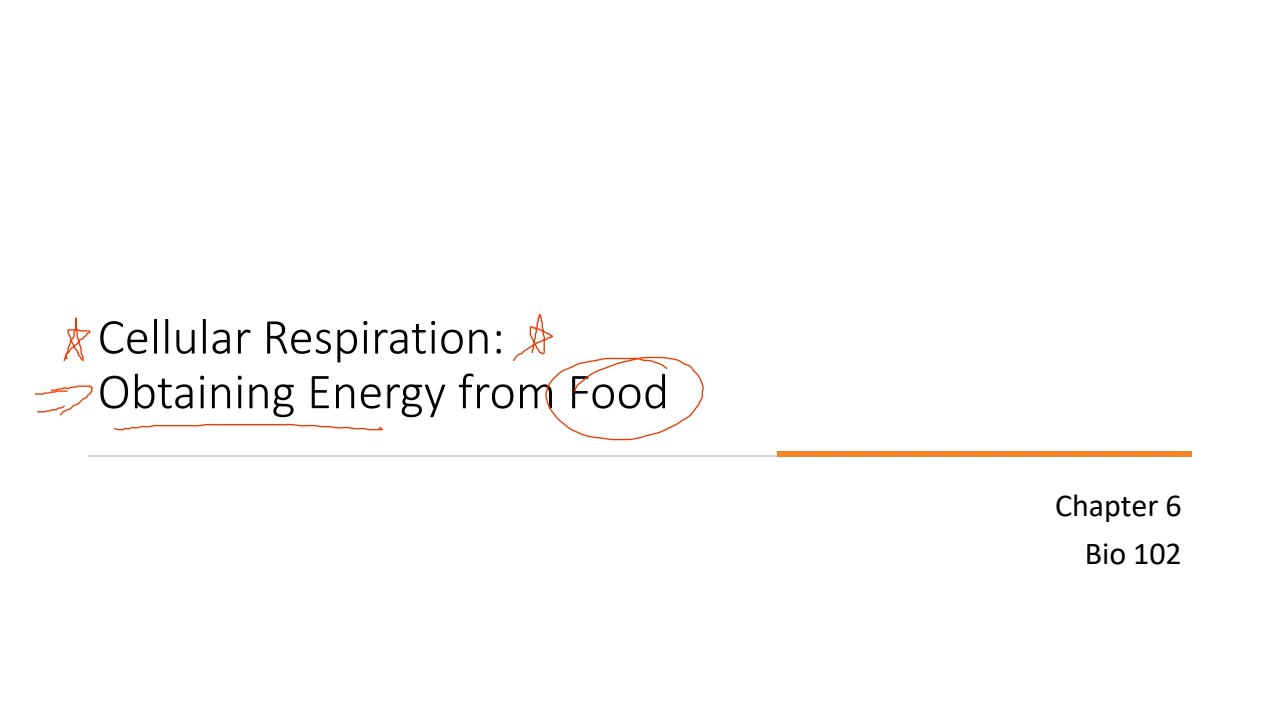 Cellular Respiration:
Obtaining Energy from Food
Chapter 6
Bio 102